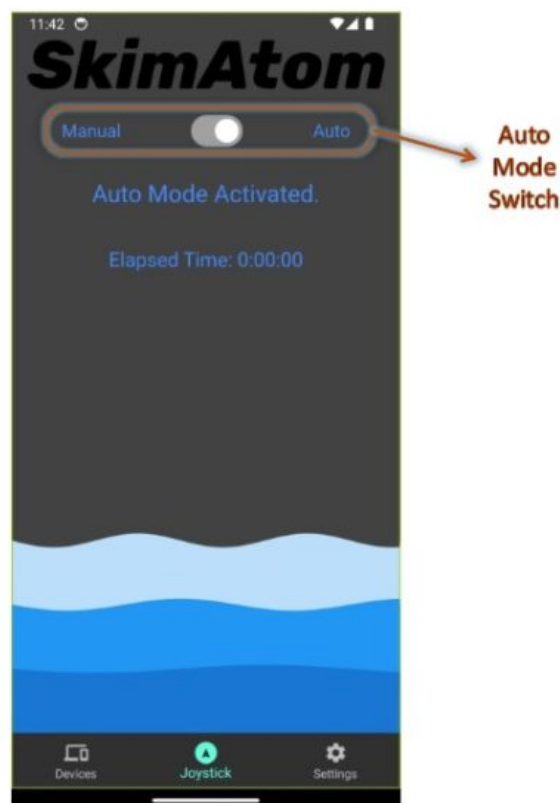 11:42
SkimAtom
Manual Auto
Auto Mode Activated.
Elapsed Time: 0:00:00
Auto
Mode
Switch
Devices Joystick Settings